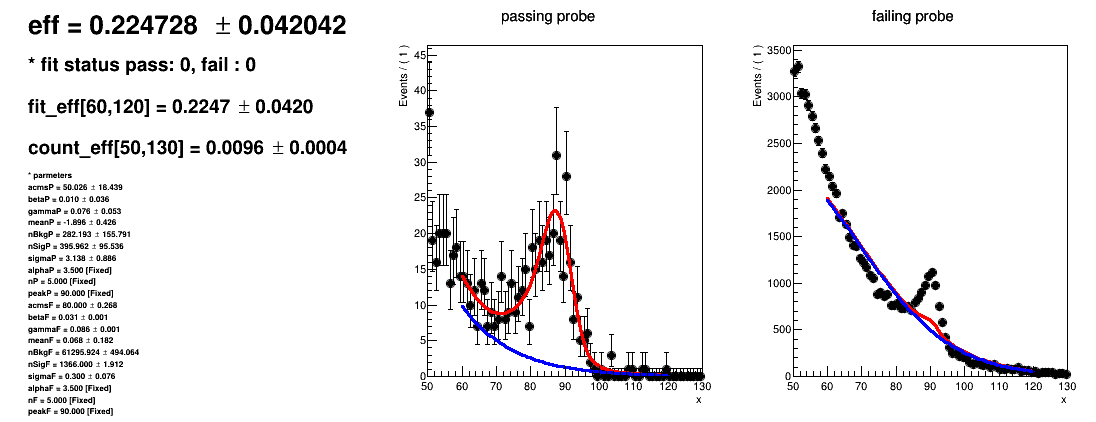 eff = 0.224728 ± 0.042042
* fit status pass: 0, fail : 0
fit_eff[60,120] = 0.2247 ± 0.0420
count_eff[50,130] = 0.0096 ± 0.0004
* parmeters
acmsP = 50.026 ± 18.439
betaP = 0.010 ± 0.036
gammaP = 0.076 ± 0.053
meanP = -1.896 ± 0.426
nBkgP = 282.193 ± 155.791
nSigP = 395.962 ± 95.536
sigmaP = 3.138 ± 0.886
alphaP = 3.500 [Fixed]
nP = 5.000 [Fixed]
peakP = 90.000 [Fixed]
acmsF = 80.000 ± 0.268
betaF = 0.031 ± 0.001
gammaF = 0.086 ± 0.001
meanF = 0.068 ± 0.182
nBkgF = 61295.924 ± 494.064
nSigF = 1366.000 ± 1.912
sigmaF = 0.300 ± 0.076
alphaF = 3.500 [Fixed]
nF = 5.000 [Fixed]
peakF = 90.000 [Fixed]
passing probe
Events / ( 1 )
45
40
35
30
25
20
15
10
5
0
50 60 70 80 90 100 110 120 130
x
failing probe
Events / ( 1 )
3500
3000
2500
2000
1500
1000
500
0
50 60 70 80 90 100 110 120 130
x